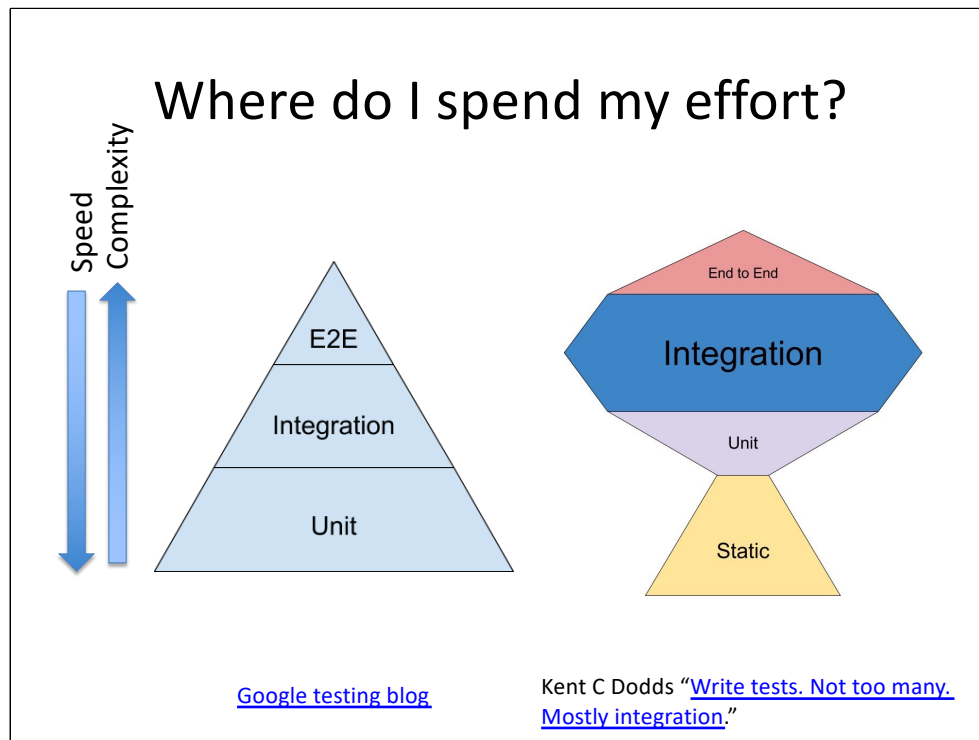 Where do I spend my effort?
Speed
Complexity
E2E
Integration
Unit
End to End
Integration
Unit
Static
Google testing blog
Kent C Dodds “Write tests. Not too many.
Mostly integration.”